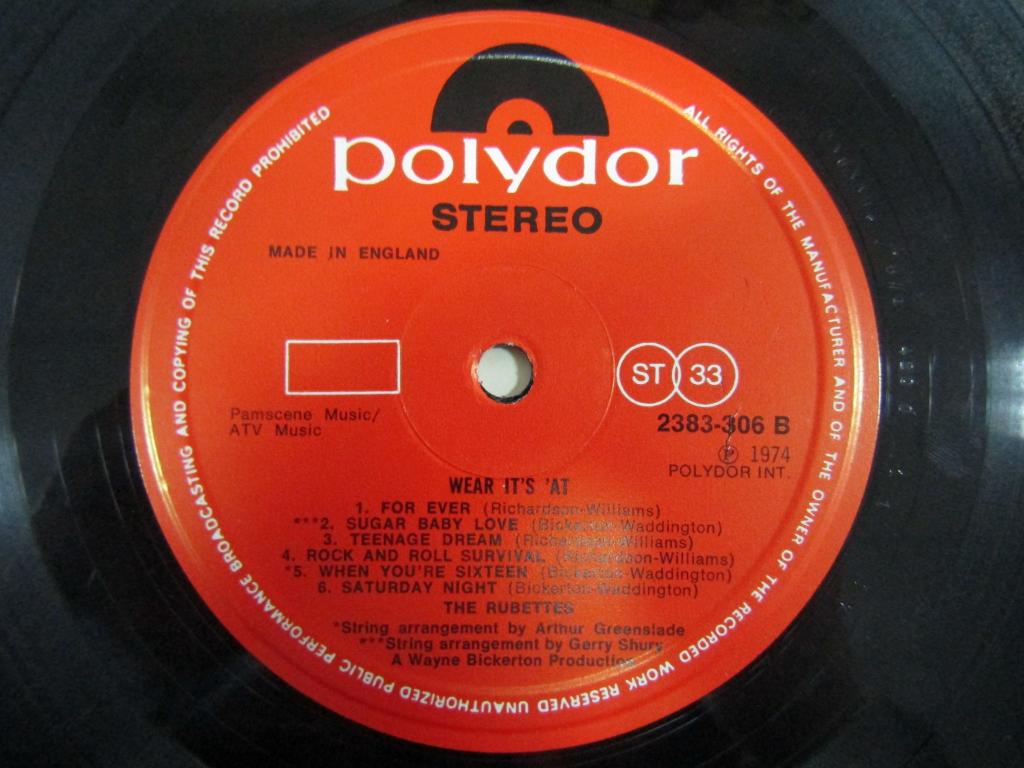 polydor
STEREO
MADE IN ENGLAND
ST 33
Pamscene Music/
ATV Music
2383-306 B
℗ 1974
POLYDOR INT.
WEAR IT'S 'AT
1. FOR EVER (Richardson-Williams)
***2. SUGAR BABY LOVE (Bickerton-Waddington)
3. TEENAGE DREAM (Richardson-Williams)
4. ROCK AND ROLL SURVIVAL (Richardson-Williams)
*5. WHEN YOU'RE SIXTEEN (Bickerton-Waddington)
6. SATURDAY NIGHT (Bickerton-Waddington)
THE RUBETTES
*String arrangement by Arthur Greenslade
***String arrangement by Gerry Shury
A Wayne Bickerton Production
ALL RIGHTS OF THE MANUFACTURER AND OF THE OWNER OF THE RECORDED WORK RESERVED UNAUTHORIZED PUBLIC PERFORMANCE BROADCASTING AND COPYING OF THIS RECORD PROHIBITED